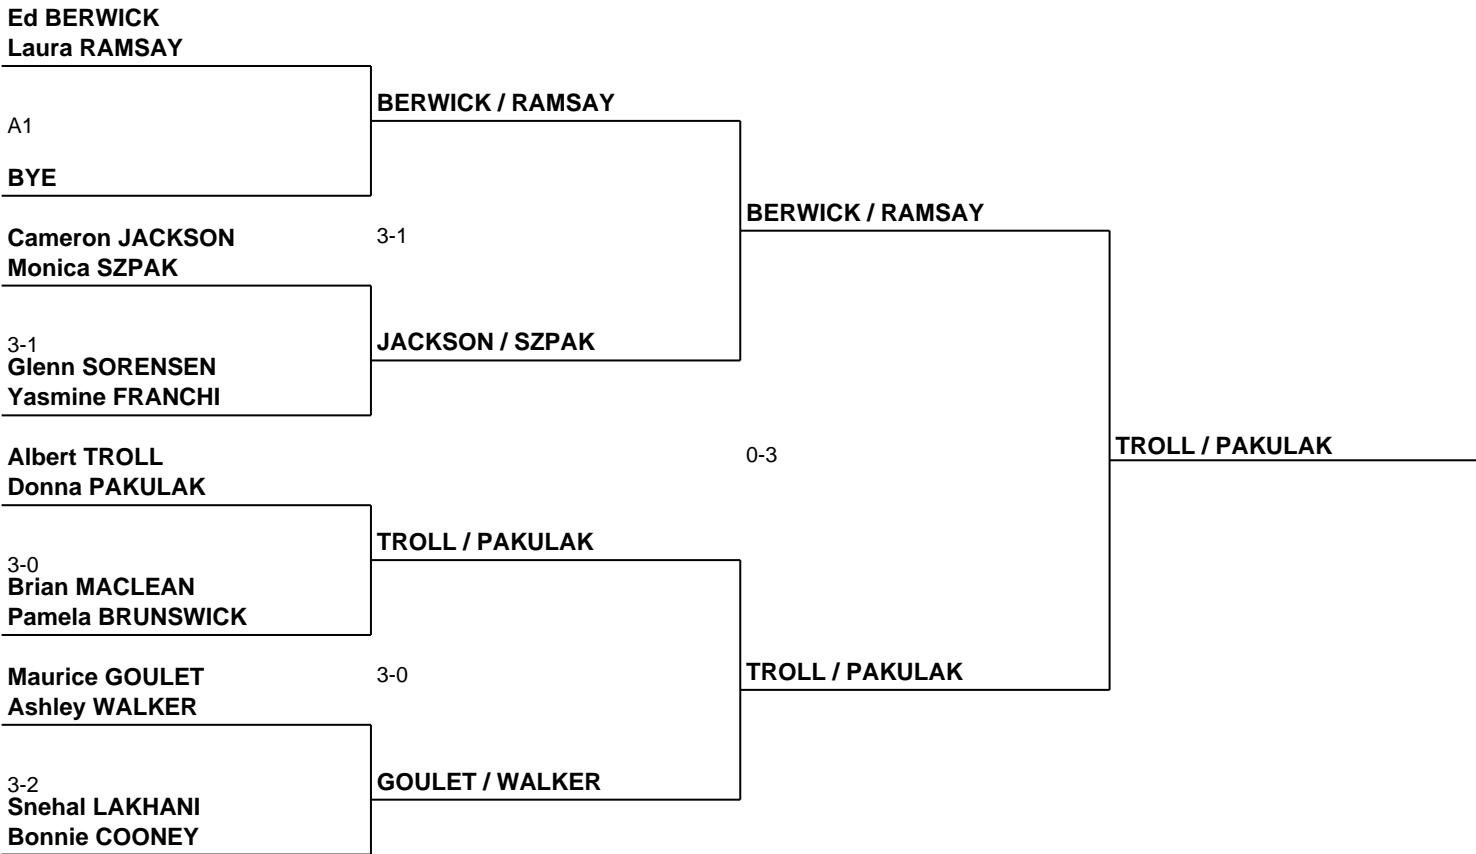 Ed BERWICK
Laura RAMSAY
BERWICK / RAMSAY
A1
BYE
BERWICK / RAMSAY
Cameron JACKSON
3-1
Monica SZPAK
3-1
JACKSON / SZPAK
Glenn SORENSEN
Yasmine FRANCHI
Albert TROLL
0-3
TROLL / PAKULAK
Donna PAKULAK
TROLL / PAKULAK
3-0
Brian MACLEAN
Pamela BRUNSWICK
Maurice GOULET
3-0
TROLL / PAKULAK
Ashley WALKER
3-2
GOULET / WALKER
Snehal LAKHANI
Bonnie COONEY